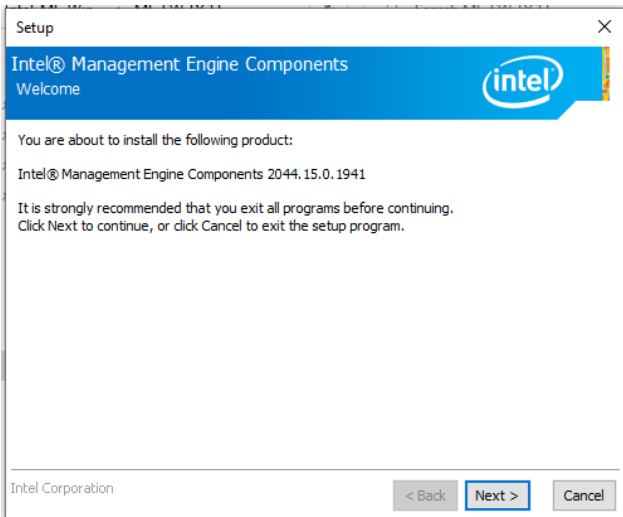 Setup
Intel® Management Engine Components
Welcome
intel
You are about to install the following product:
Intel® Management Engine Components 2044.15.0.1941
It is strongly recommended that you exit all programs before continuing.
Click Next to continue, or click Cancel to exit the setup program.
Intel Corporation
< Back Next > Cancel